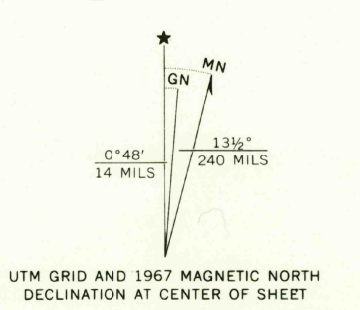 ★
MN
GN
0°48'
14 MILS
13½°
240 MILS
UTM GRID AND 1967 MAGNETIC NORTH
DECLINATION AT CENTER OF SHEET